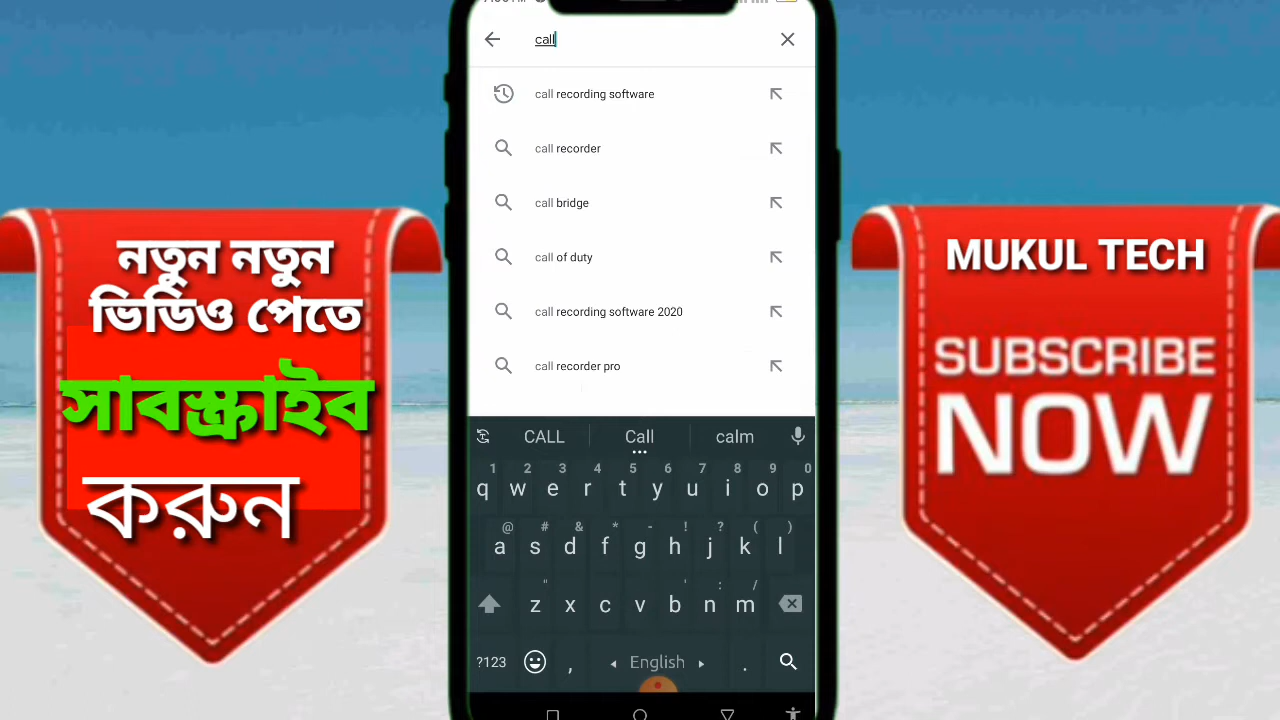 call
call recording software
call recorder
call bridge
call of duty
call recording software 2020
call recorder pro
CALL Call calm
1 2 3 4 5 6 7 8 9 0
q w e r t y u i o p
@ # & * - ! ? ( )
a s d f g h j k l
" ' : /
z x c v b n m
?123 , English .
নতুন নতুন
ভিডিও পেতে
সাবস্ক্রাইব
করুন
MUKUL TECH
SUBSCRIBE
NOW